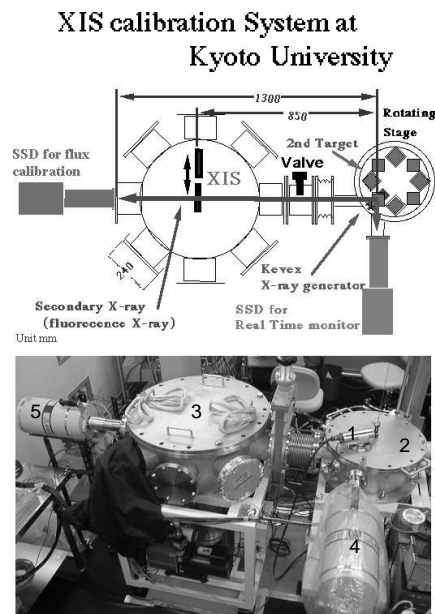 XIS calibration System at
Kyoto University
1300
850
Rotating
Stage
2nd Target
SSD for flux
calibration
Valve
XIS
240
Kevex
X-ray generator
Secondary X-ray
(fluorecence X-ray)
SSD for
Real Time monitor
Unit mm
5
3
1
2
4